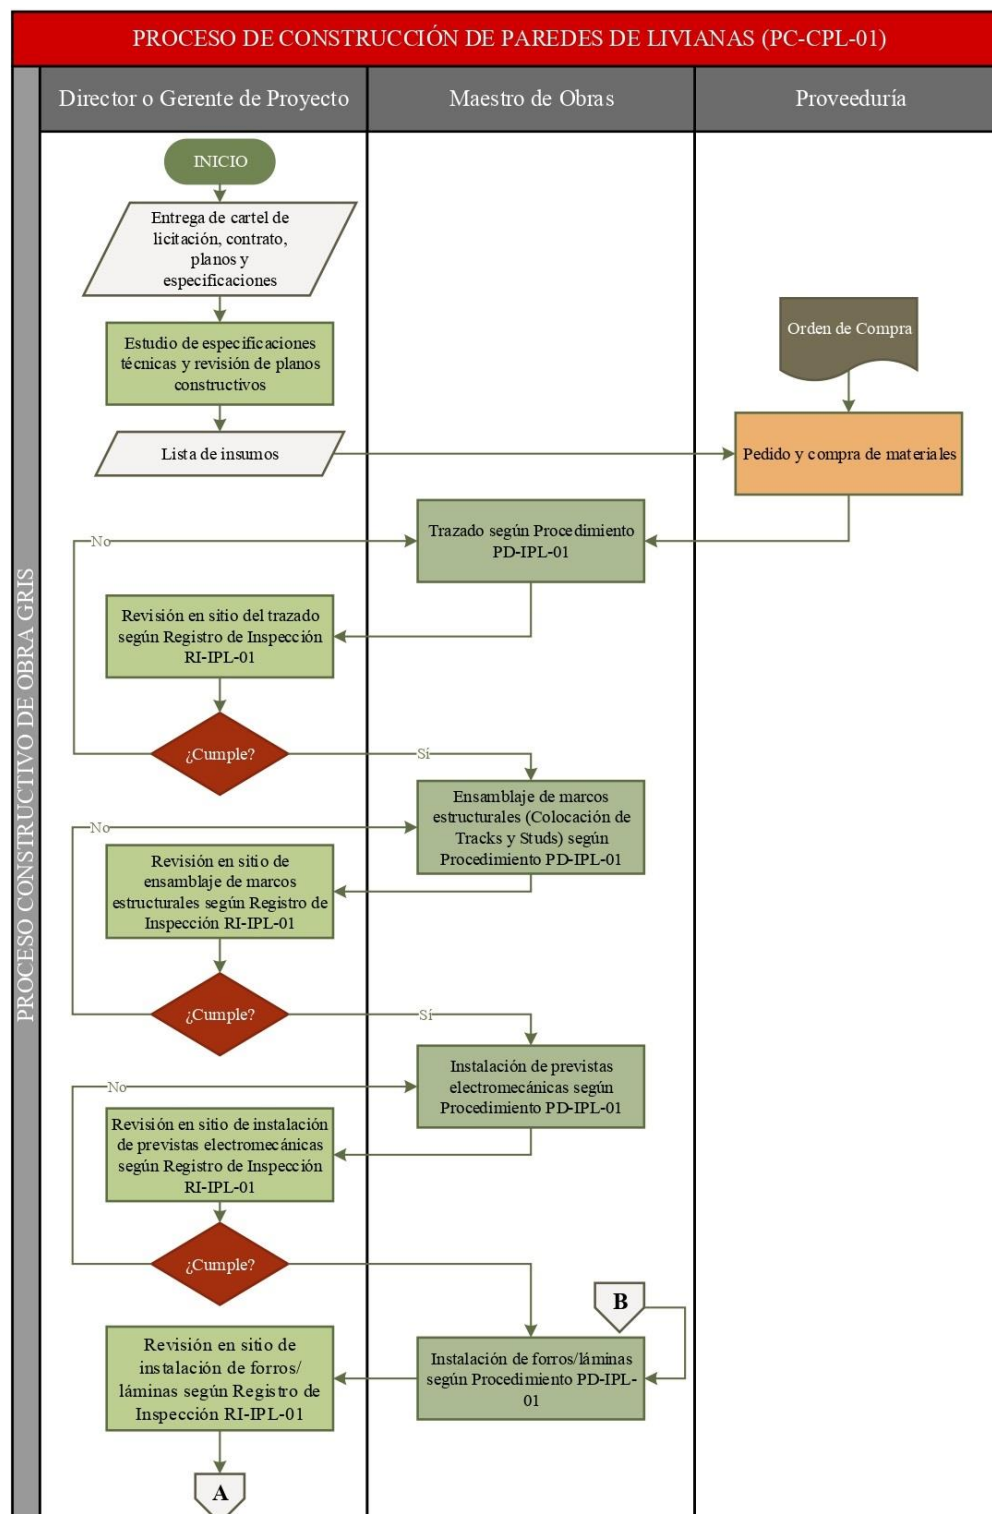 PROCESO DE CONSTRUCCIÓN DE PAREDES DE LIVIANAS (PC-CPL-01)
PROCESO CONSTRUCTIVO DE OBRA GRIS
Director o Gerente de Proyecto
Maestro de Obras
Proveeduría
INICIO
Entrega de cartel de
licitación, contrato,
planos y
especificaciones
Orden de Compra
Estudio de especificaciones
técnicas y revisión de planos
constructivos
Lista de insumos
Pedido y compra de materiales
No
Trazado según Procedimiento
PD-IPL-01
Revisión en sitio del trazado
según Registro de Inspección
RI-IPL-01
¿Cumple?
Sí
Ensamblaje de marcos
estructurales (Colocación de
Tracks y Studs) según
Procedimiento PD-IPL-01
No
Revisión en sitio de
ensamblaje de marcos
estructurales según Registro de
Inspección RI-IPL-01
¿Cumple?
Sí
Instalación de previstas
electromecánicas según
Procedimiento PD-IPL-01
No
Revisión en sitio de instalación
de previstas electromecánicas
según Registro de Inspección
RI-IPL-01
¿Cumple?
B
Instalación de forros/láminas
según Procedimiento PD-IPL-
01
Revisión en sitio de
instalación de forros/
láminas según Registro de
Inspección RI-IPL-01
A